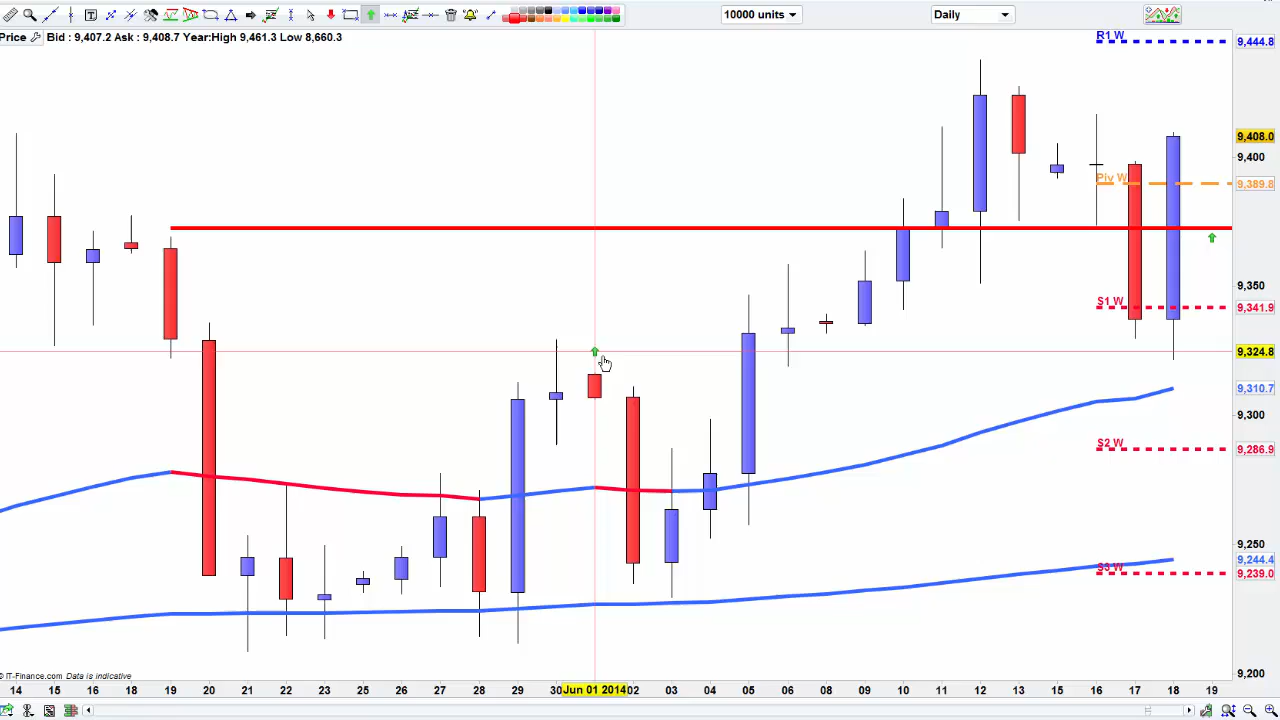 T
10000 units
Daily
Price Bid : 9,407.2 Ask : 9,408.7 Year:High 9,461.3 Low 8,660.3
R1 W
9,444.8
9,408.0
9,400
Piv W
9,389.8
9,350
S1 W
9,341.9
9,324.8
9,310.7
9,300
S2 W
9,286.9
9,250
9,244.4
S3 W
9,239.0
9,200
© IT-Finance.com Data is indicative
14 15 16 18 19 20 21 22 23 25 26 27 28 29 30 Jun 01 2014 02 03 04 05 06 08 09 10 11 12 13 15 16 17 18 19